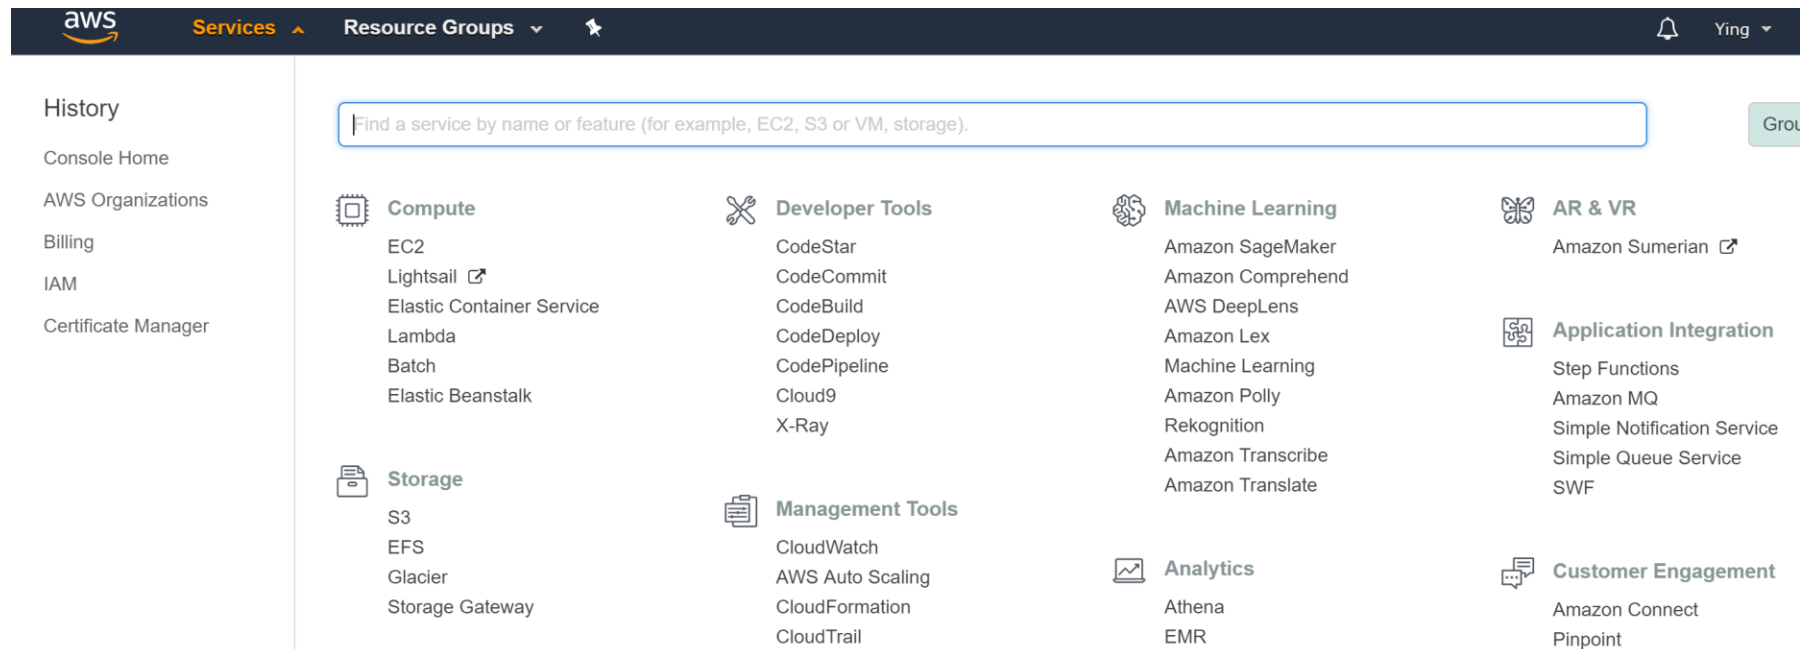 aws
Services
Resource Groups
Ying
History
Console Home
AWS Organizations
Billing
IAM
Certificate Manager
Find a service by name or feature (for example, EC2, S3 or VM, storage).
Grou
Compute
EC2
Lightsail
Elastic Container Service
Lambda
Batch
Elastic Beanstalk
Storage
S3
EFS
Glacier
Storage Gateway
Developer Tools
CodeStar
CodeCommit
CodeBuild
CodeDeploy
CodePipeline
Cloud9
X-Ray
Management Tools
CloudWatch
AWS Auto Scaling
CloudFormation
CloudTrail
Machine Learning
Amazon SageMaker
Amazon Comprehend
AWS DeepLens
Amazon Lex
Machine Learning
Amazon Polly
Rekognition
Amazon Transcribe
Amazon Translate
Analytics
Athena
EMR
AR & VR
Amazon Sumerian
Application Integration
Step Functions
Amazon MQ
Simple Notification Service
Simple Queue Service
SWF
Customer Engagement
Amazon Connect
Pinpoint